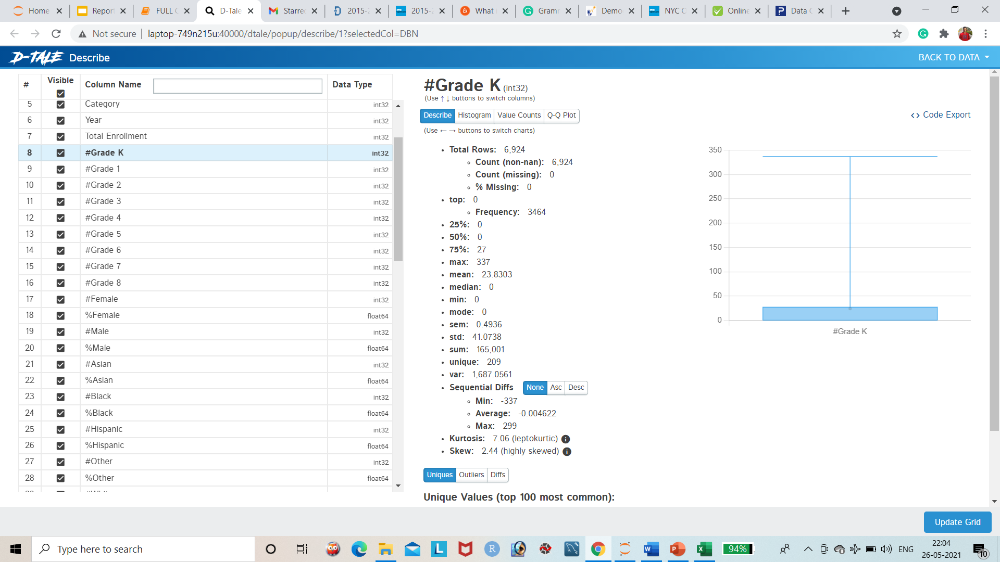 Home
Report
FULL
D-Tale
Starred
2015-
2015-
What
Gramm
Demo
NYC
Online
Data
Not secure | laptop-749n215u:40000/dtale/popup/describe/1?selectedCol=DBN
D-TALE Describe
BACK TO DATA
# Visible Column Name Data Type
5 Category int32
6 Year int32
7 Total Enrollment int32
8 #Grade K int32
9 #Grade 1 int32
10 #Grade 2 int32
11 #Grade 3 int32
12 #Grade 4 int32
13 #Grade 5 int32
14 #Grade 6 int32
15 #Grade 7 int32
16 #Grade 8 int32
17 #Female int32
18 %Female float64
19 #Male int32
20 %Male float64
21 #Asian int32
22 %Asian float64
23 #Black int32
24 %Black float64
25 #Hispanic int32
26 %Hispanic float64
27 #Other int32
28 %Other float64
#Grade K (int32)
(Use ↑ ↓ buttons to switch columns)
Describe Histogram Value Counts Q-Q Plot
<> Code Export
(Use ← → buttons to switch charts)
• Total Rows: 6,924
◦ Count (non-nan): 6,924
◦ Count (missing): 0
◦ % Missing: 0
• top: 0
◦ Frequency: 3464
• 25%: 0
• 50%: 0
• 75%: 27
• max: 337
• mean: 23.8303
• median: 0
• min: 0
• mode: 0
• sem: 0.4936
• std: 41.0738
• sum: 165,001
• unique: 209
• var: 1,687.0561
• Sequential Diffs None Asc Desc
◦ Min: -337
◦ Average: -0.004622
◦ Max: 299
• Kurtosis: 7.06 (leptokurtic)
• Skew: 2.44 (highly skewed)
Uniques Outliers Diffs
Unique Values (top 100 most common):
350
300
250
200
150
100
50
0
#Grade K
Update Grid
Type here to search
94%
ENG
22:04
26-05-2021
10